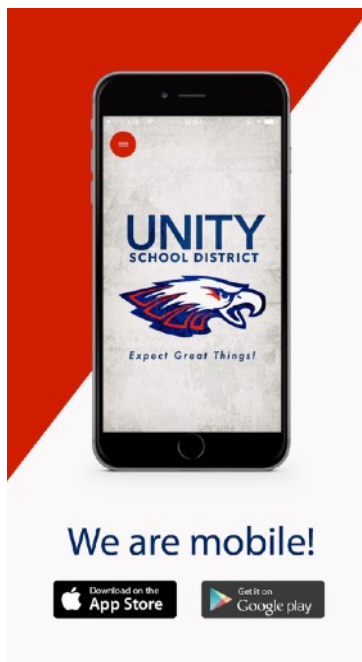 UNITY
SCHOOL DISTRICT
Expect Great Things!
We are mobile!
Download on the
App Store
Get it on
Google play